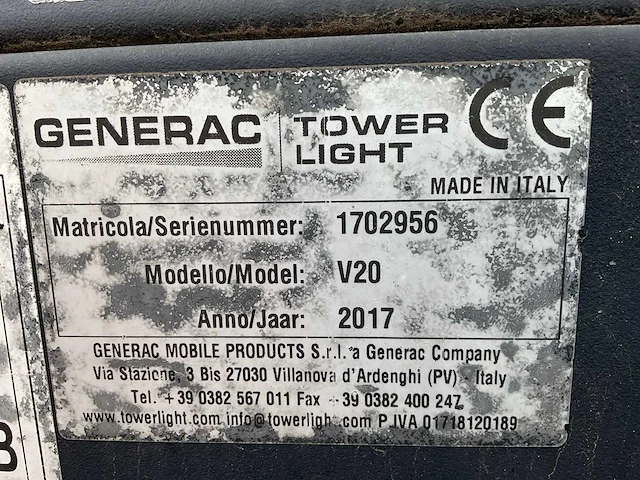 GENERAC
TOWER
LIGHT
CE
MADE IN ITALY
Matricola/Serienummer: 1702956
Modello/Model: V20
Anno/Jaar: 2017
GENERAC MOBILE PRODUCTS S.r.l. a Generac Company
Via Stazione, 3 Bis 27030 Villanova d'Ardenghi (PV) - Italy
Tel. +39 0382 567 011 Fax +39 0382 400 247
www.towerlight.com info@towerlight.com P.IVA 01718120189